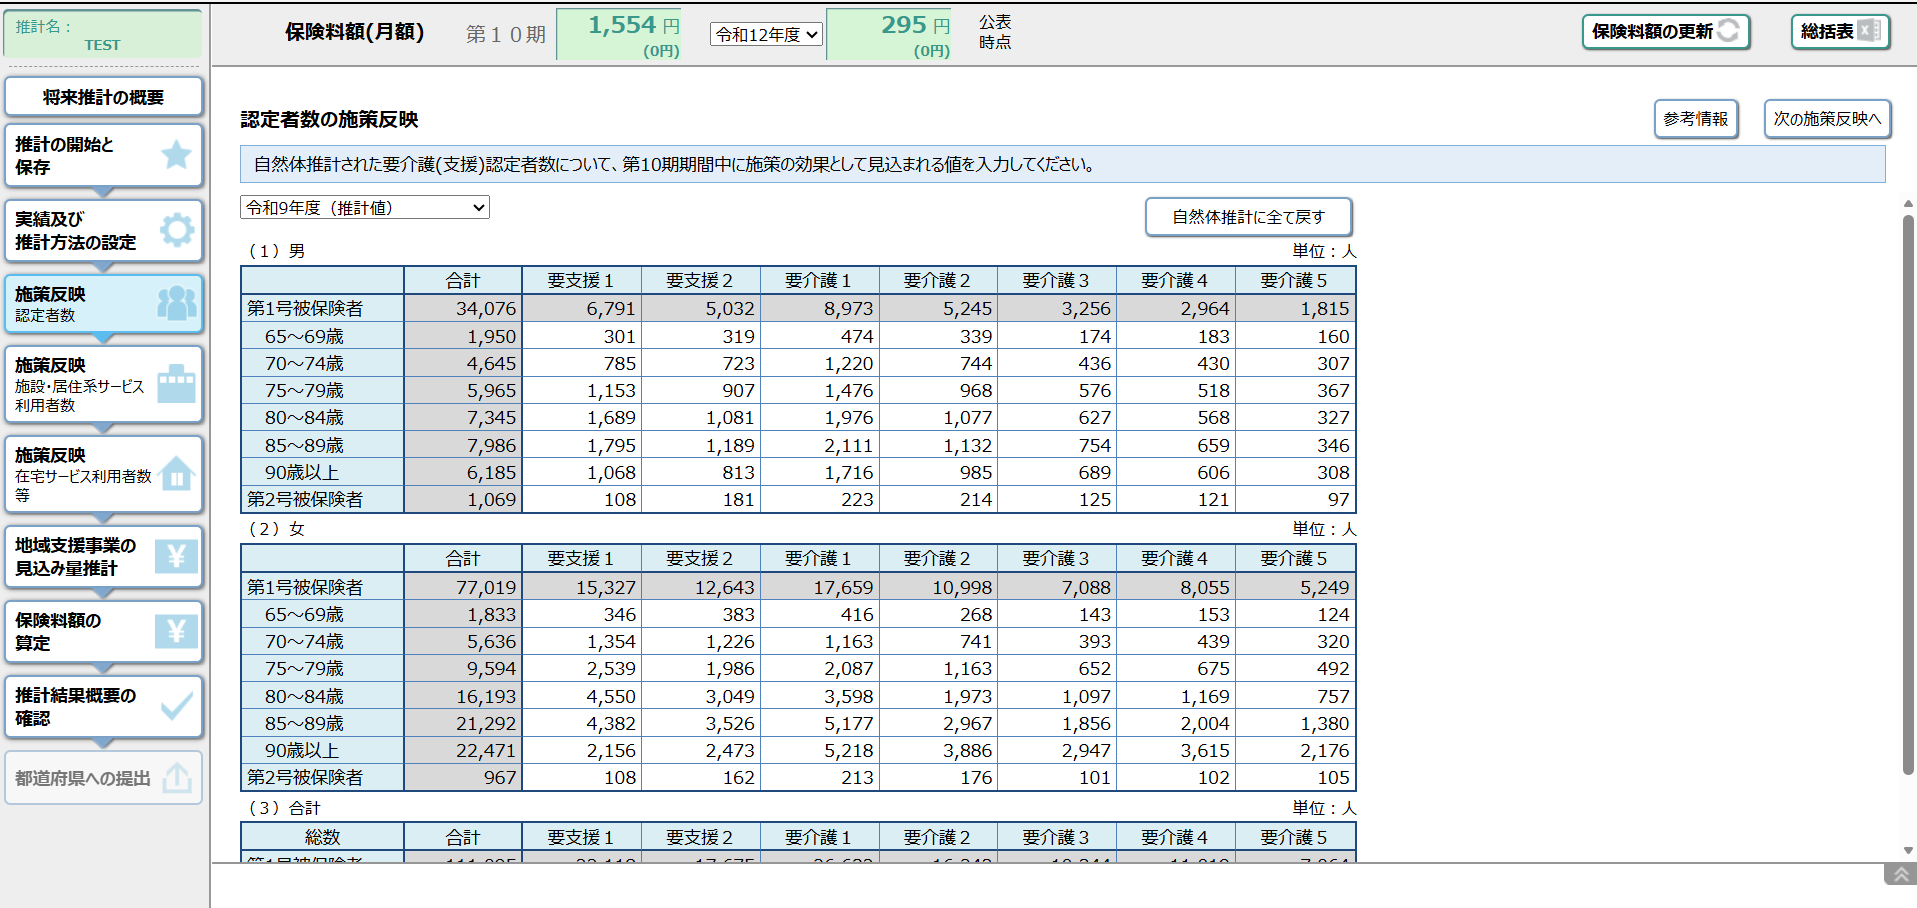 推計名：
TEST
保険料額(月額) 第１０期 1,554 円 (0円) 令和12年度 295 円 (0円) 公表時点
保険料額の更新
総括表
将来推計の概要
推計の開始と
保存
実績及び
推計方法の設定
施策反映
認定者数
施策反映
施設・居住系サービス
利用者数
施策反映
在宅サービス利用者数
等
地域支援事業の
見込み量推計
保険料額の
算定
推計結果概要の
確認
都道府県への提出
認定者数の施策反映
参考情報
次の施策反映へ
自然体推計された要介護(支援)認定者数について、第10期期間中に施策の効果として見込まれる値を入力してください。
令和9年度（推計値）
自然体推計に全て戻す
（1）男 単位：人
合計 要支援１ 要支援２ 要介護１ 要介護２ 要介護３ 要介護４ 要介護５
第1号被保険者 34,076 6,791 5,032 8,973 5,245 3,256 2,964 1,815
65～69歳 1,950 301 319 474 339 174 183 160
70～74歳 4,645 785 723 1,220 744 436 430 307
75～79歳 5,965 1,153 907 1,476 968 576 518 367
80～84歳 7,345 1,689 1,081 1,976 1,077 627 568 327
85～89歳 7,986 1,795 1,189 2,111 1,132 754 659 346
90歳以上 6,185 1,068 813 1,716 985 689 606 308
第2号被保険者 1,069 108 181 223 214 125 121 97
（2）女 単位：人
合計 要支援１ 要支援２ 要介護１ 要介護２ 要介護３ 要介護４ 要介護５
第1号被保険者 77,019 15,327 12,643 17,659 10,998 7,088 8,055 5,249
65～69歳 1,833 346 383 416 268 143 153 124
70～74歳 5,636 1,354 1,226 1,163 741 393 439 320
75～79歳 9,594 2,539 1,986 2,087 1,163 652 675 492
80～84歳 16,193 4,550 3,049 3,598 1,973 1,097 1,169 757
85～89歳 21,292 4,382 3,526 5,177 2,967 1,856 2,004 1,380
90歳以上 22,471 2,156 2,473 5,218 3,886 2,947 3,615 2,176
第2号被保険者 967 108 162 213 176 101 102 105
（3）合計 単位：人
総数 合計 要支援１ 要支援２ 要介護１ 要介護２ 要介護３ 要介護４ 要介護５